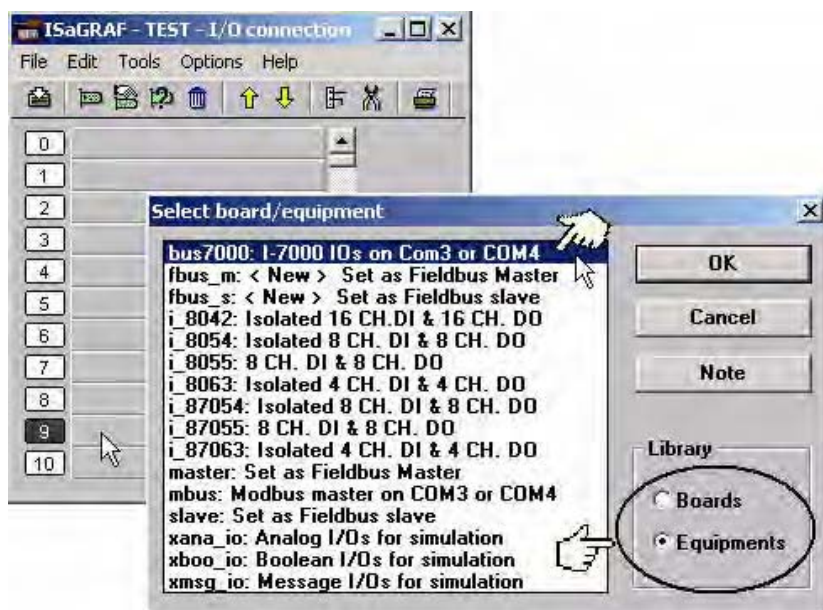 ISaGRAF - TEST - I/O connection
File Edit Tools Options Help
0
1
2
3
4
5
6
7
8
9
10
Select board/equipment
bus7000: I-7000 IOs on Com3 or COM4
fbus_m: < New > Set as Fieldbus Master
fbus_s: < New > Set as Fieldbus slave
i_8042: Isolated 16 CH.DI & 16 CH. DO
i_8054: Isolated 8 CH. DI & 8 CH. DO
i_8055: 8 CH. DI & 8 CH. DO
i_8063: Isolated 4 CH. DI & 4 CH. DO
i_87054: Isolated 8 CH. DI & 8 CH. DO
i_87055: 8 CH. DI & 8 CH. DO
i_87063: Isolated 4 CH. DI & 4 CH. DO
master: Set as Fieldbus Master
mbus: Modbus master on COM3 or COM4
slave: Set as Fieldbus slave
xana_io: Analog I/Os for simulation
xboo_io: Boolean I/Os for simulation
xmsg_io: Message I/Os for simulation
OK
Cancel
Note
Library
Boards
Equipments